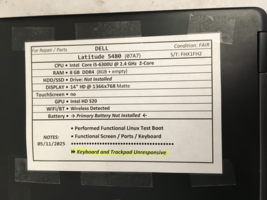 For Repair / Parts DELL Condition: FAIR
Latitude 5480 (07A7) S/T: FHX1FH2
CPU • Intel Core i5-6300U @ 2.4 GHz 2-Core
RAM • 8 GB DDR4 (8GB + empty)
HDD/SSD • Drive: Not Installed
DISPLAY • 14" HD @ 1366x768 Matte
TouchScreen • no
GPU • Intel HD 520
WiFi/BT • Wireless Detected
Battery • -> Primary Battery Not Installed <-
NOTES:
05/11/2025
• Performed Functional Linux Test Boot
• Functional Screen / Ports / Keyboard
Keyboard and Trackpad Unresponsive